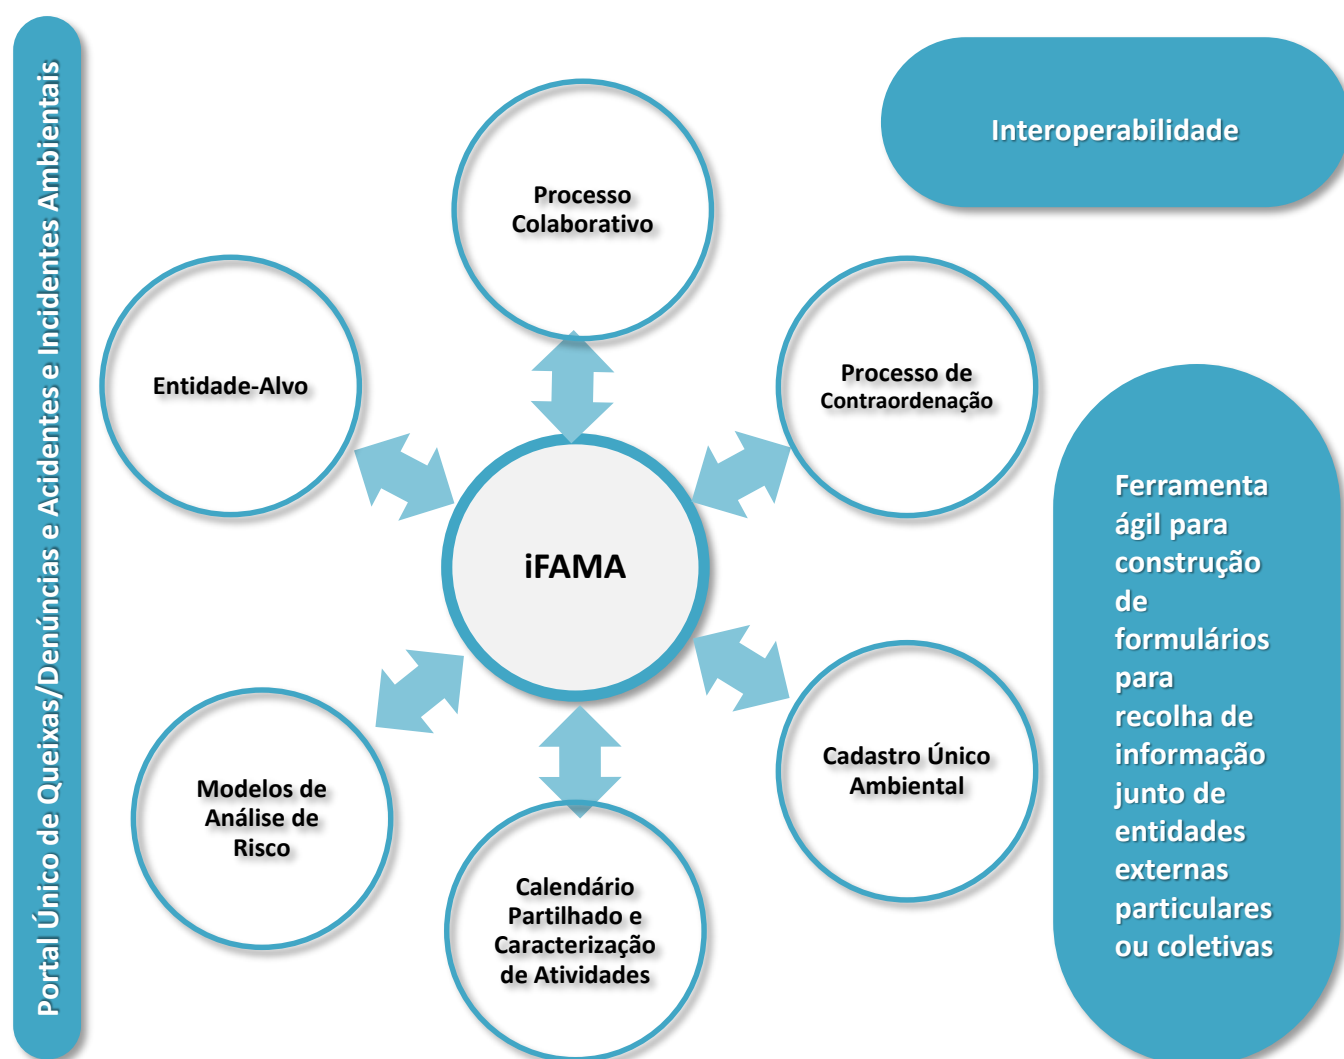 Portal Único de Queixas/Denúncias e Acidentes e Incidentes Ambientais
Interoperabilidade
Processo
Colaborativo
Entidade-Alvo
Processo de
Contraordenação
iFAMA
Modelos de
Análise de
Risco
Calendário
Partilhado e
Caracterização
de Atividades
Cadastro Único
Ambiental
Ferramenta
ágil para
construção
de
formulários
para
recolha de
informação
junto de
entidades
externas
particulares
ou coletivas